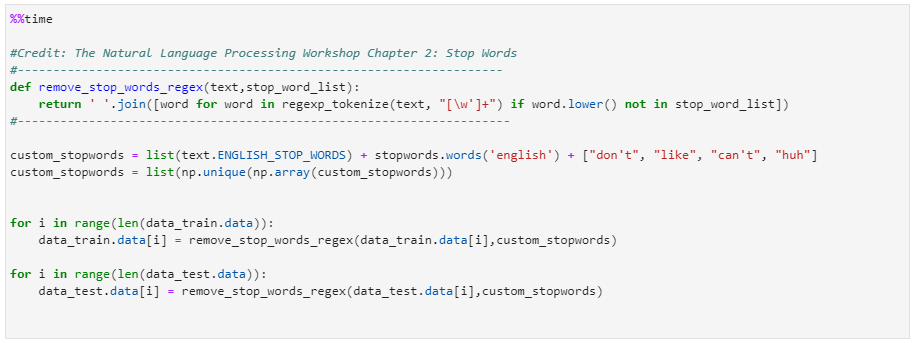 %%time
#Credit: The Natural Language Processing Workshop Chapter 2: Stop Words
#--------------------------------------------------------------------
def remove_stop_words_regex(text,stop_word_list):
    return ' '.join([word for word in regexp_tokenize(text, "[\w']+") if word.lower() not in stop_word_list])
#---------------------------------------------------------------------
custom_stopwords = list(text.ENGLISH_STOP_WORDS) + stopwords.words('english') + ["don't", "like", "can't", "huh"]
custom_stopwords = list(np.unique(np.array(custom_stopwords)))
for i in range(len(data_train.data)):
    data_train.data[i] = remove_stop_words_regex(data_train.data[i],custom_stopwords)
for i in range(len(data_test.data)):
    data_test.data[i] = remove_stop_words_regex(data_test.data[i],custom_stopwords)